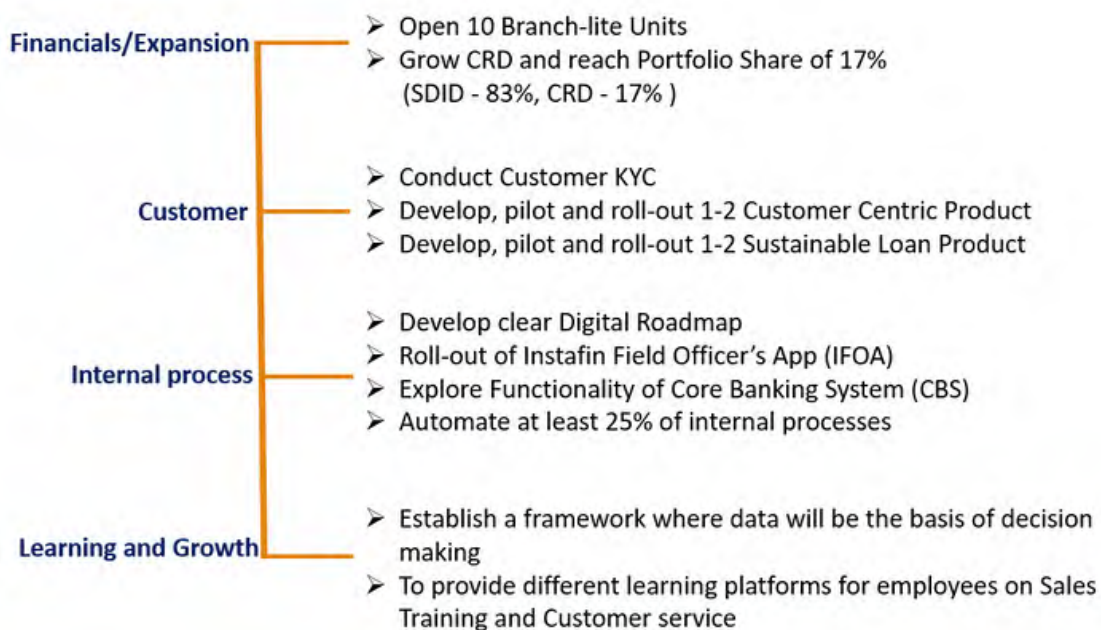 Financials/Expansion
➢ Open 10 Branch-lite Units
➢ Grow CRD and reach Portfolio Share of 17%
(SDID - 83%, CRD - 17% )
Customer
➢ Conduct Customer KYC
➢ Develop, pilot and roll-out 1-2 Customer Centric Product
➢ Develop, pilot and roll-out 1-2 Sustainable Loan Product
Internal process
➢ Develop clear Digital Roadmap
➢ Roll-out of Instafin Field Officer’s App (IFOA)
➢ Explore Functionality of Core Banking System (CBS)
➢ Automate at least 25% of internal processes
Learning and Growth
➢ Establish a framework where data will be the basis of decision
making
➢ To provide different learning platforms for employees on Sales
Training and Customer service